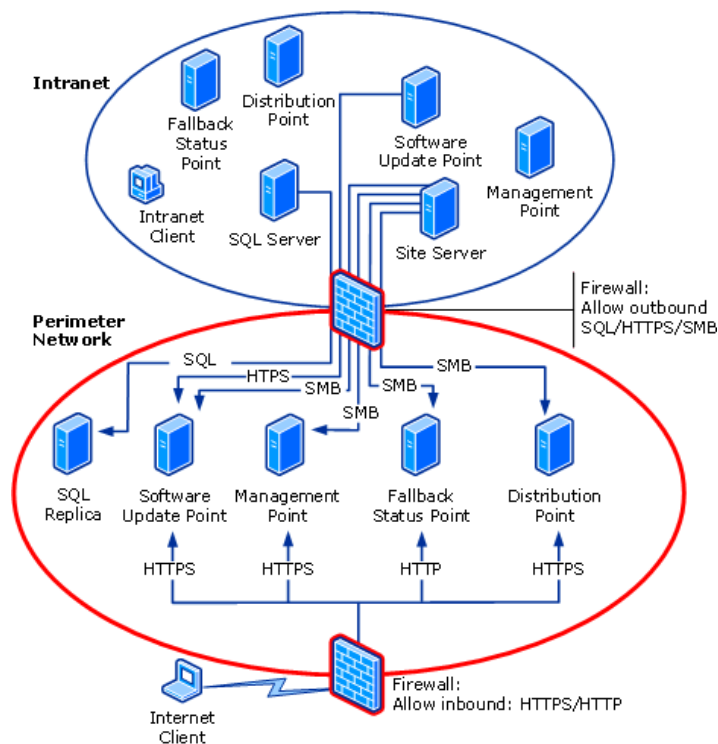 Intranet
Fallback
Status
Point
Distribution
Point
Software
Update Point
Management
Point
Intranet
Client
SQL Server
Site Server
Firewall:
Allow outbound
SQL/HTTPS/SMB
Perimeter
Network
SQL
HTPS
SMB
SMB
SMB
SMB
SQL
Replica
Software
Update Point
Management
Point
Fallback
Status Point
Distribution
Point
HTTPS
HTTPS
HTTP
HTTPS
Internet
Client
Firewall:
Allow inbound: HTTPS/HTTP